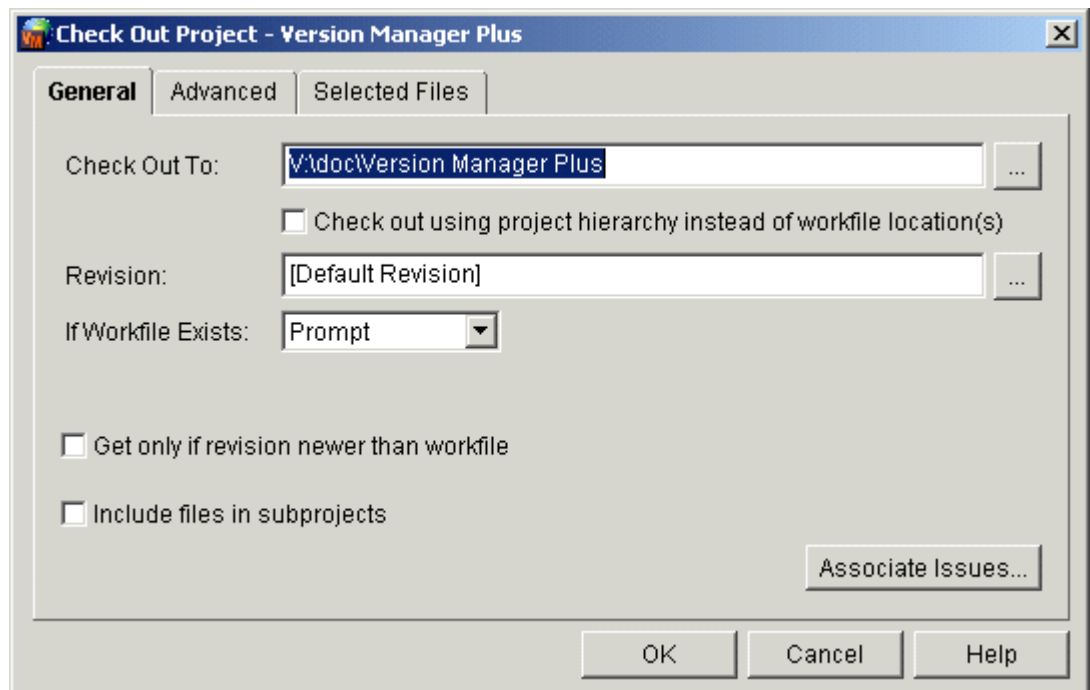 Check Out Project - Version Manager Plus
General Advanced Selected Files
Check Out To: V:\doc\Version Manager Plus ...
Check out using project hierarchy instead of workfile location(s)
Revision: [Default Revision] ...
If Workfile Exists: Prompt
Get only if revision newer than workfile
Include files in subprojects
Associate Issues...
OK Cancel Help